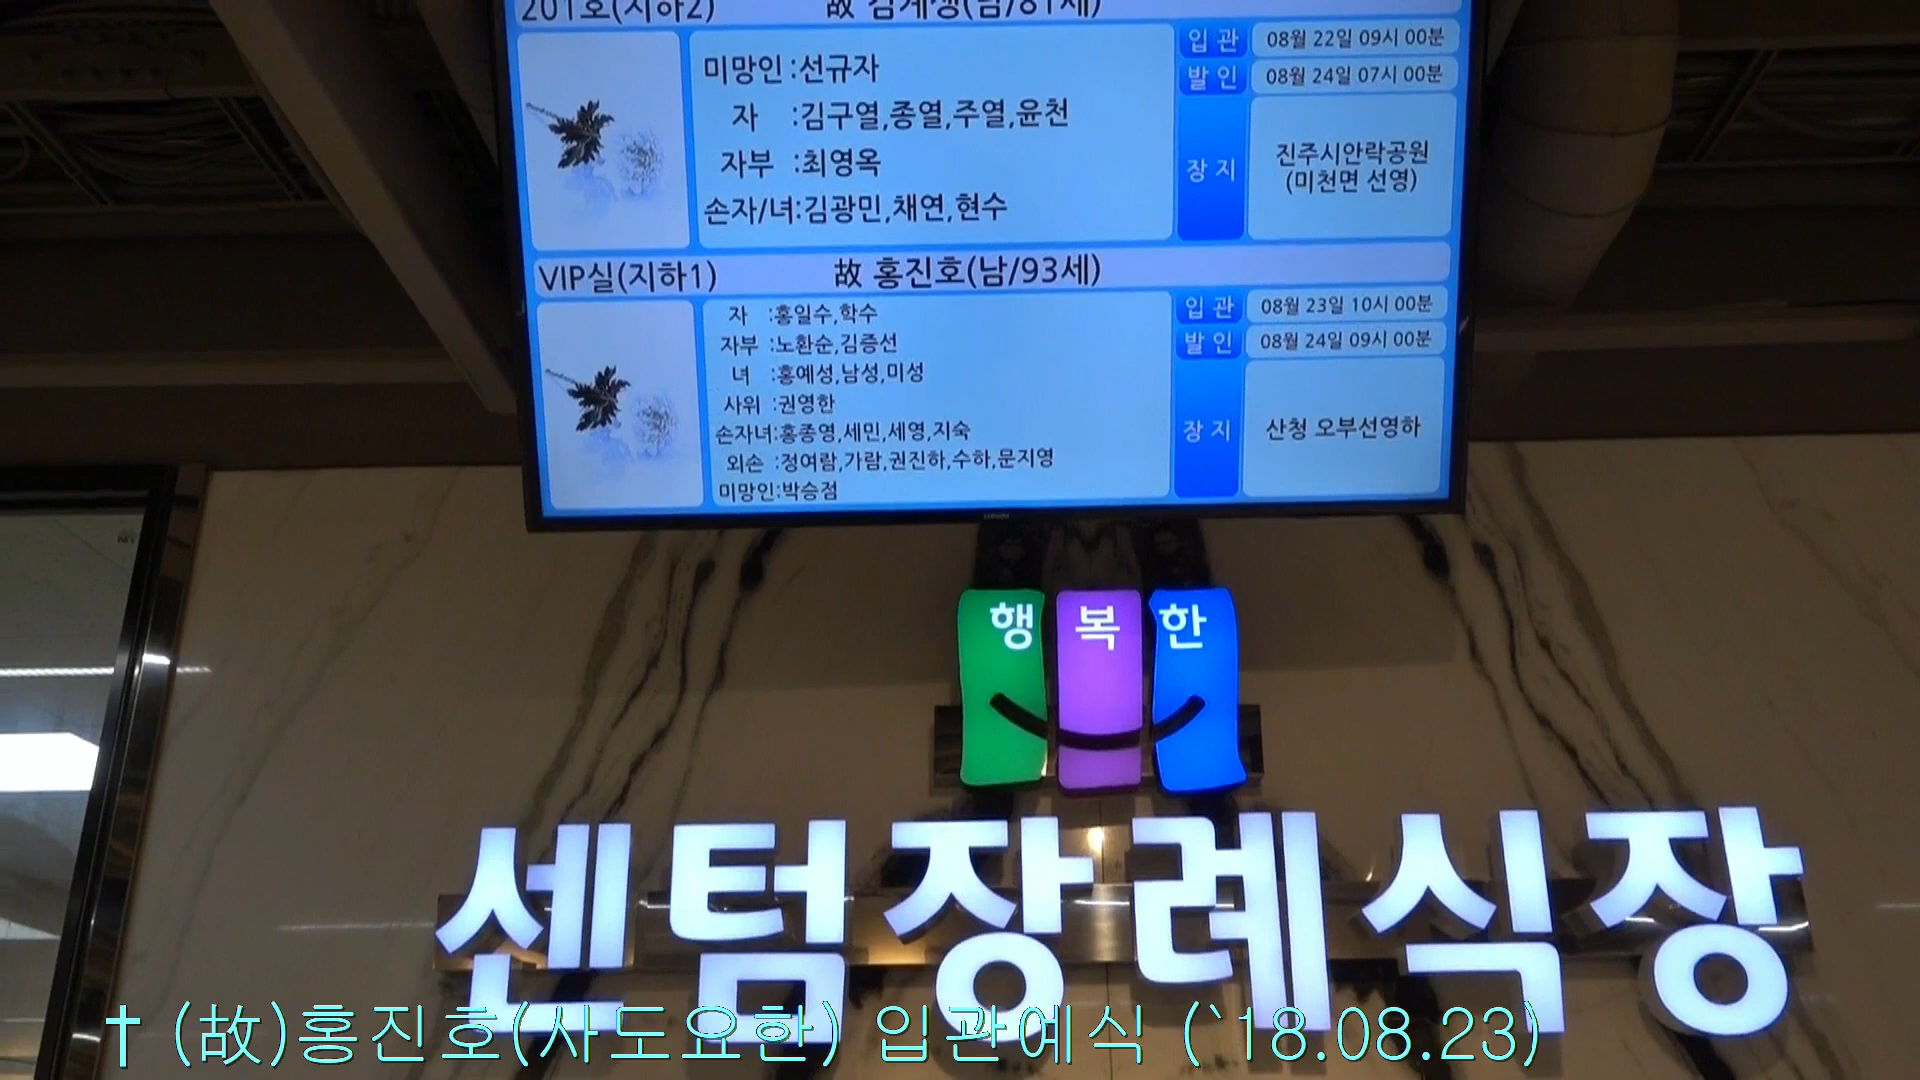 201호(지하2) 故 김계생(남/81세)
미망인 :선규자
자 :김구열,종열,주열,윤천
자부 :최영옥
손자/녀:김광민,채연,현수
입 관 08월 22일 09시 00분
발 인 08월 24일 07시 00분
장 지 진주시안락공원
(미천면 선영)
VIP실(지하1) 故 홍진호(남/93세)
자 :홍일수,학수
자부 :노환순,김증선
녀 :홍예성,남성,미성
사위 :권영한
손자녀:홍종영,세민,세영,지숙
외손 :정여람,가람,권진하,수하,문지영
미망인:박승점
입 관 08월 23일 10시 00분
발 인 08월 24일 09시 00분
장 지 산청 오부선영하
행복한
센텀장례식장
† (故)홍진호(사도요한) 입관예식 (`18.08.23)